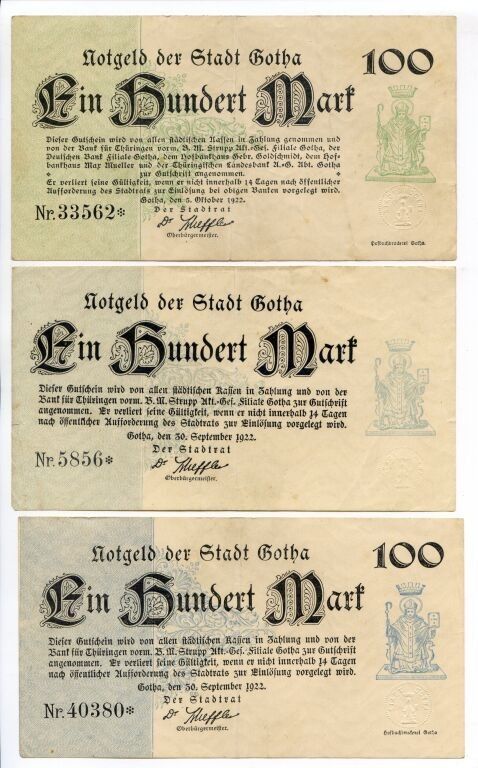 Notgeld der Stadt Gotha
100
Ein Hundert Mark
Dieser Gutschein wird von allen städtischen Kassen in Zahlung genommen und
von der Bank für Thüringen vorm. B. M. Strupp Akt.-Ges. Filiale Gotha, der
Deutschen Bank Filiale Gotha, dem Hofbankhaus Gebr. Goldschmidt, dem Hof-
bankhaus Max Mueller und der Thüringischen Landesbank A.-G. Abt. Gotha
zur Gutschrift angenommen.
Er verliert seine Gültigkeit, wenn er nicht innerhalb 14 Tagen nach öffentlicher
Aufforderung des Stadtrats zur Einlösung bei obigen Banken vorgelegt wird.
Gotha, den 5. Oktober 1922.
Der Stadtrat
Nr. 33562*
Dr Scheffler
Oberbürgermeister.
Hofbuchdruckerei Gotha.
Notgeld der Stadt Gotha
Ein Hundert Mark
Dieser Gutschein wird von allen städtischen Kassen in Zahlung und von der
Bank für Thüringen vorm. B. M. Strupp Akt.-Ges. Filiale Gotha zur Gutschrift
angenommen. Er verliert seine Gültigkeit, wenn er nicht innerhalb 14 Tagen
nach öffentlicher Aufforderung des Stadtrats zur Einlösung vorgelegt wird.
Gotha, den 30. September 1922.
Der Stadtrat
Nr. 5856*
Dr Scheffler
Oberbürgermeister.
Notgeld der Stadt Gotha
100
Ein Hundert Mark
Dieser Gutschein wird von allen städtischen Kassen in Zahlung und von der
Bank für Thüringen vorm. B. M. Strupp Akt.-Ges. Filiale Gotha zur Gutschrift
angenommen. Er verliert seine Gültigkeit, wenn er nicht innerhalb 14 Tagen
nach öffentlicher Aufforderung des Stadtrats zur Einlösung vorgelegt wird.
Gotha, den 30. September 1922.
Der Stadtrat
Nr. 40380*
Dr Scheffler
Oberbürgermeister.
Hofbuchdruckerei Gotha